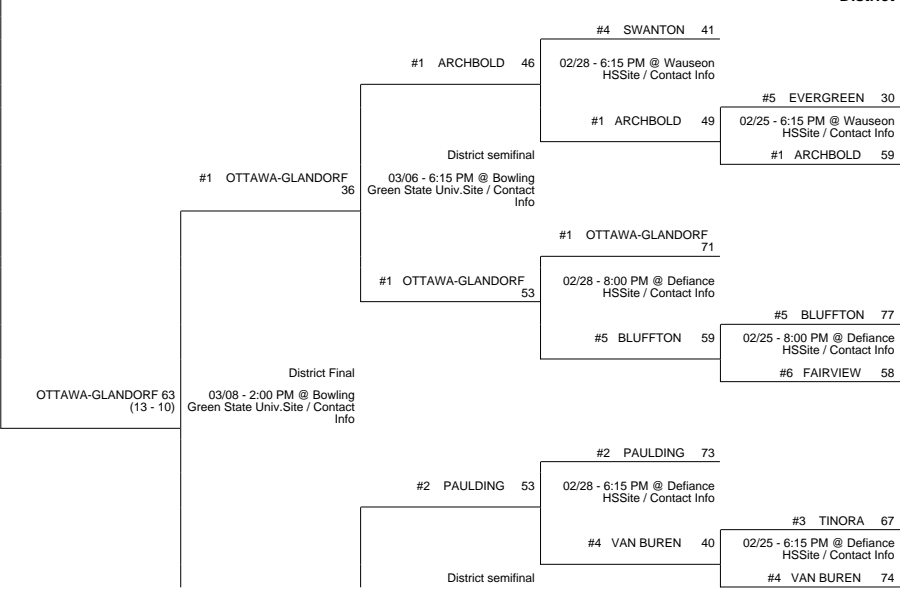 #4 SWANTON 41
#1 ARCHBOLD 46
02/28 - 6:15 PM @ Wauseon
HSSite / Contact Info
#5 EVERGREEN 30
#1 ARCHBOLD 49
02/25 - 6:15 PM @ Wauseon
HSSite / Contact Info
District semifinal
#1 ARCHBOLD 59
#1 OTTAWA-GLANDORF
36
03/06 - 6:15 PM @ Bowling
Green State Univ.Site / Contact
Info
#1 OTTAWA-GLANDORF
71
#1 OTTAWA-GLANDORF
53
02/28 - 8:00 PM @ Defiance
HSSite / Contact Info
#5 BLUFFTON 77
#5 BLUFFTON 59
02/25 - 8:00 PM @ Defiance
HSSite / Contact Info
District Final
#6 FAIRVIEW 58
OTTAWA-GLANDORF 63
(13 - 10)
03/08 - 2:00 PM @ Bowling
Green State Univ.Site / Contact
Info
#2 PAULDING 73
#2 PAULDING 53
02/28 - 6:15 PM @ Defiance
HSSite / Contact Info
#3 TINORA 67
#4 VAN BUREN 40
02/25 - 6:15 PM @ Defiance
HSSite / Contact Info
District semifinal
#4 VAN BUREN 74